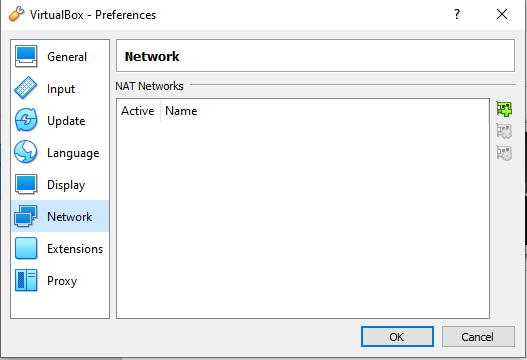 VirtualBox - Preferences
General
Input
Update
Language
Display
Network
Extensions
Proxy
Network
NAT Networks
Active Name
OK Cancel